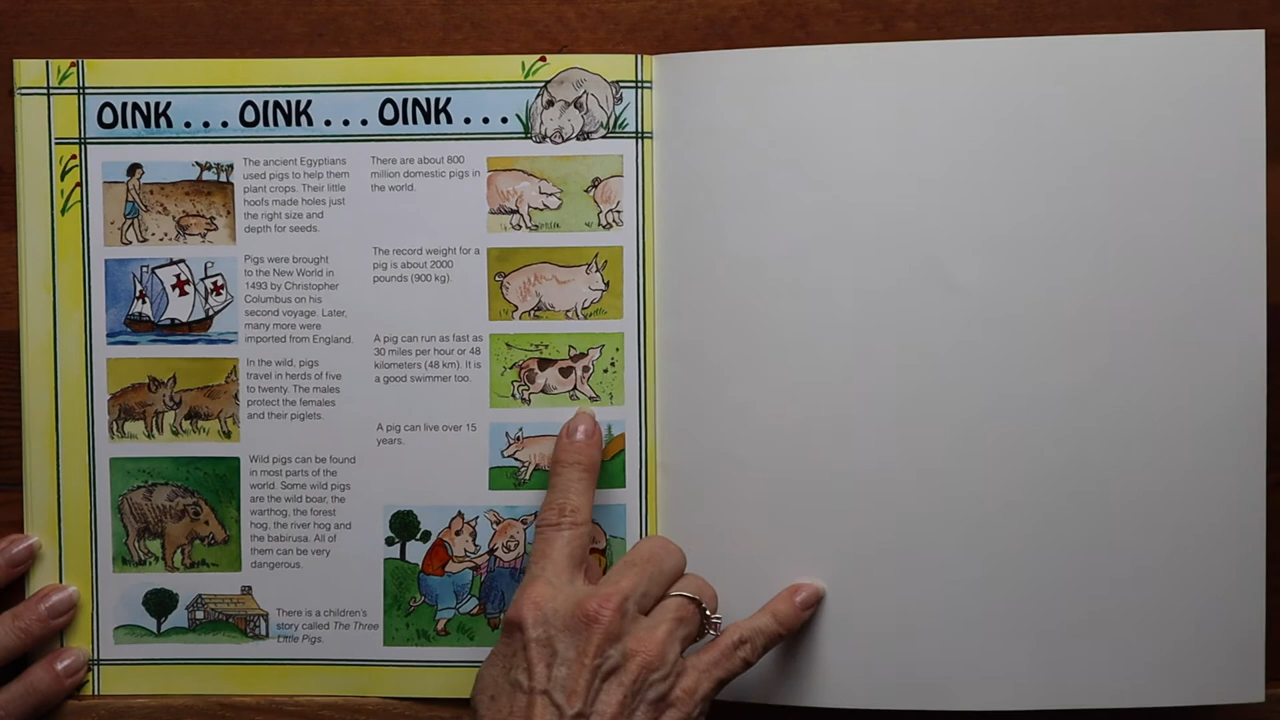 OINK . . . OINK . . . OINK . . .
The ancient Egyptians
used pigs to help them
plant crops. Their little
hoofs made holes just
the right size and
depth for seeds.
Pigs were brought
to the New World in
1493 by Christopher
Columbus on his
second voyage. Later,
many more were
imported from England.
In the wild, pigs
travel in herds of five
to twenty. The males
protect the females
and their piglets.
Wild pigs can be found
in most parts of the
world. Some wild pigs
are the wild boar, the
warthog, the forest
hog, the river hog and
the babirusa. All of
them can be very
dangerous.
There is a children's
story called The Three
Little Pigs.
There are about 800
million domestic pigs in
the world.
The record weight for a
pig is about 2000
pounds (900 kg).
A pig can run as fast as
30 miles per hour or 48
kilometers (48 km). It is
a good swimmer too.
A pig can live over 15
years.